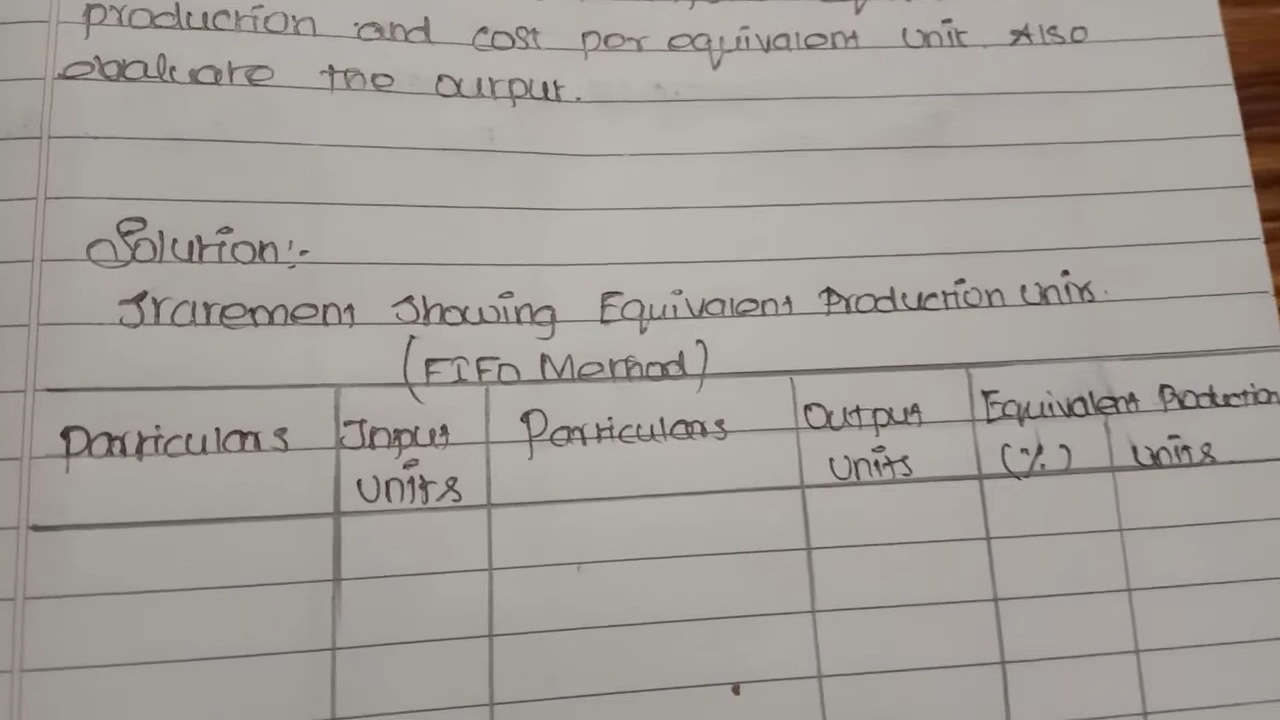 production and cost per equivalent unit. Also
evaluate the output.
Solution:-
Statement Showing Equivalent Production units.
(FIFO Method)
Particulars Input Units Particulars Output Units Equivalent Production
(%) Units